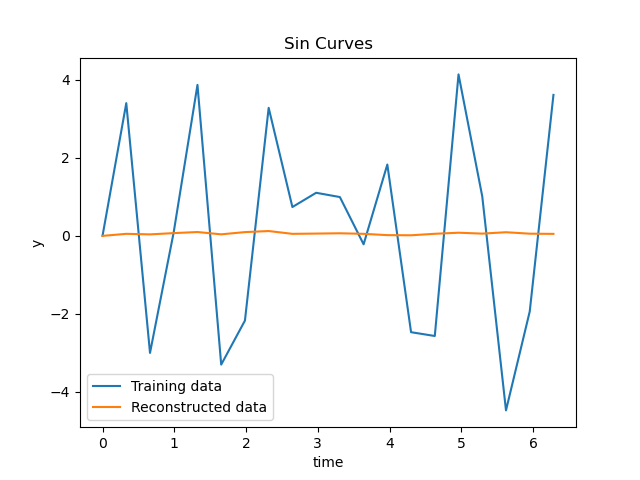 Sin Curves
4
2
0
−2
−4
y
Training data
Reconstructed data
0 1 2 3 4 5 6
time